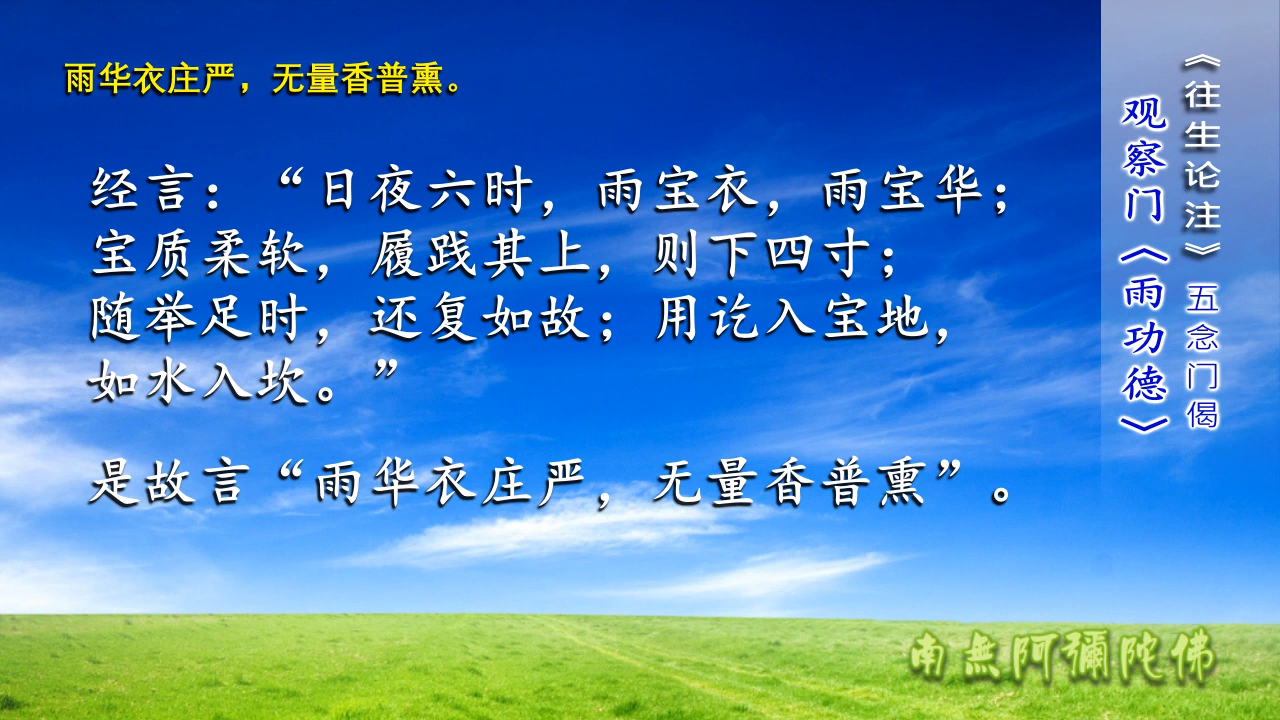 雨华衣庄严，无量香普熏。
经言：“日夜六时，雨宝衣，雨宝华；
宝质柔软，履践其上，则下四寸；
随举足时，还复如故；用讫入宝地，
如水入坎。”
是故言“雨华衣庄严，无量香普熏”。
《往生论注》五念门偈
观察门《雨功德》
南無阿彌陀佛